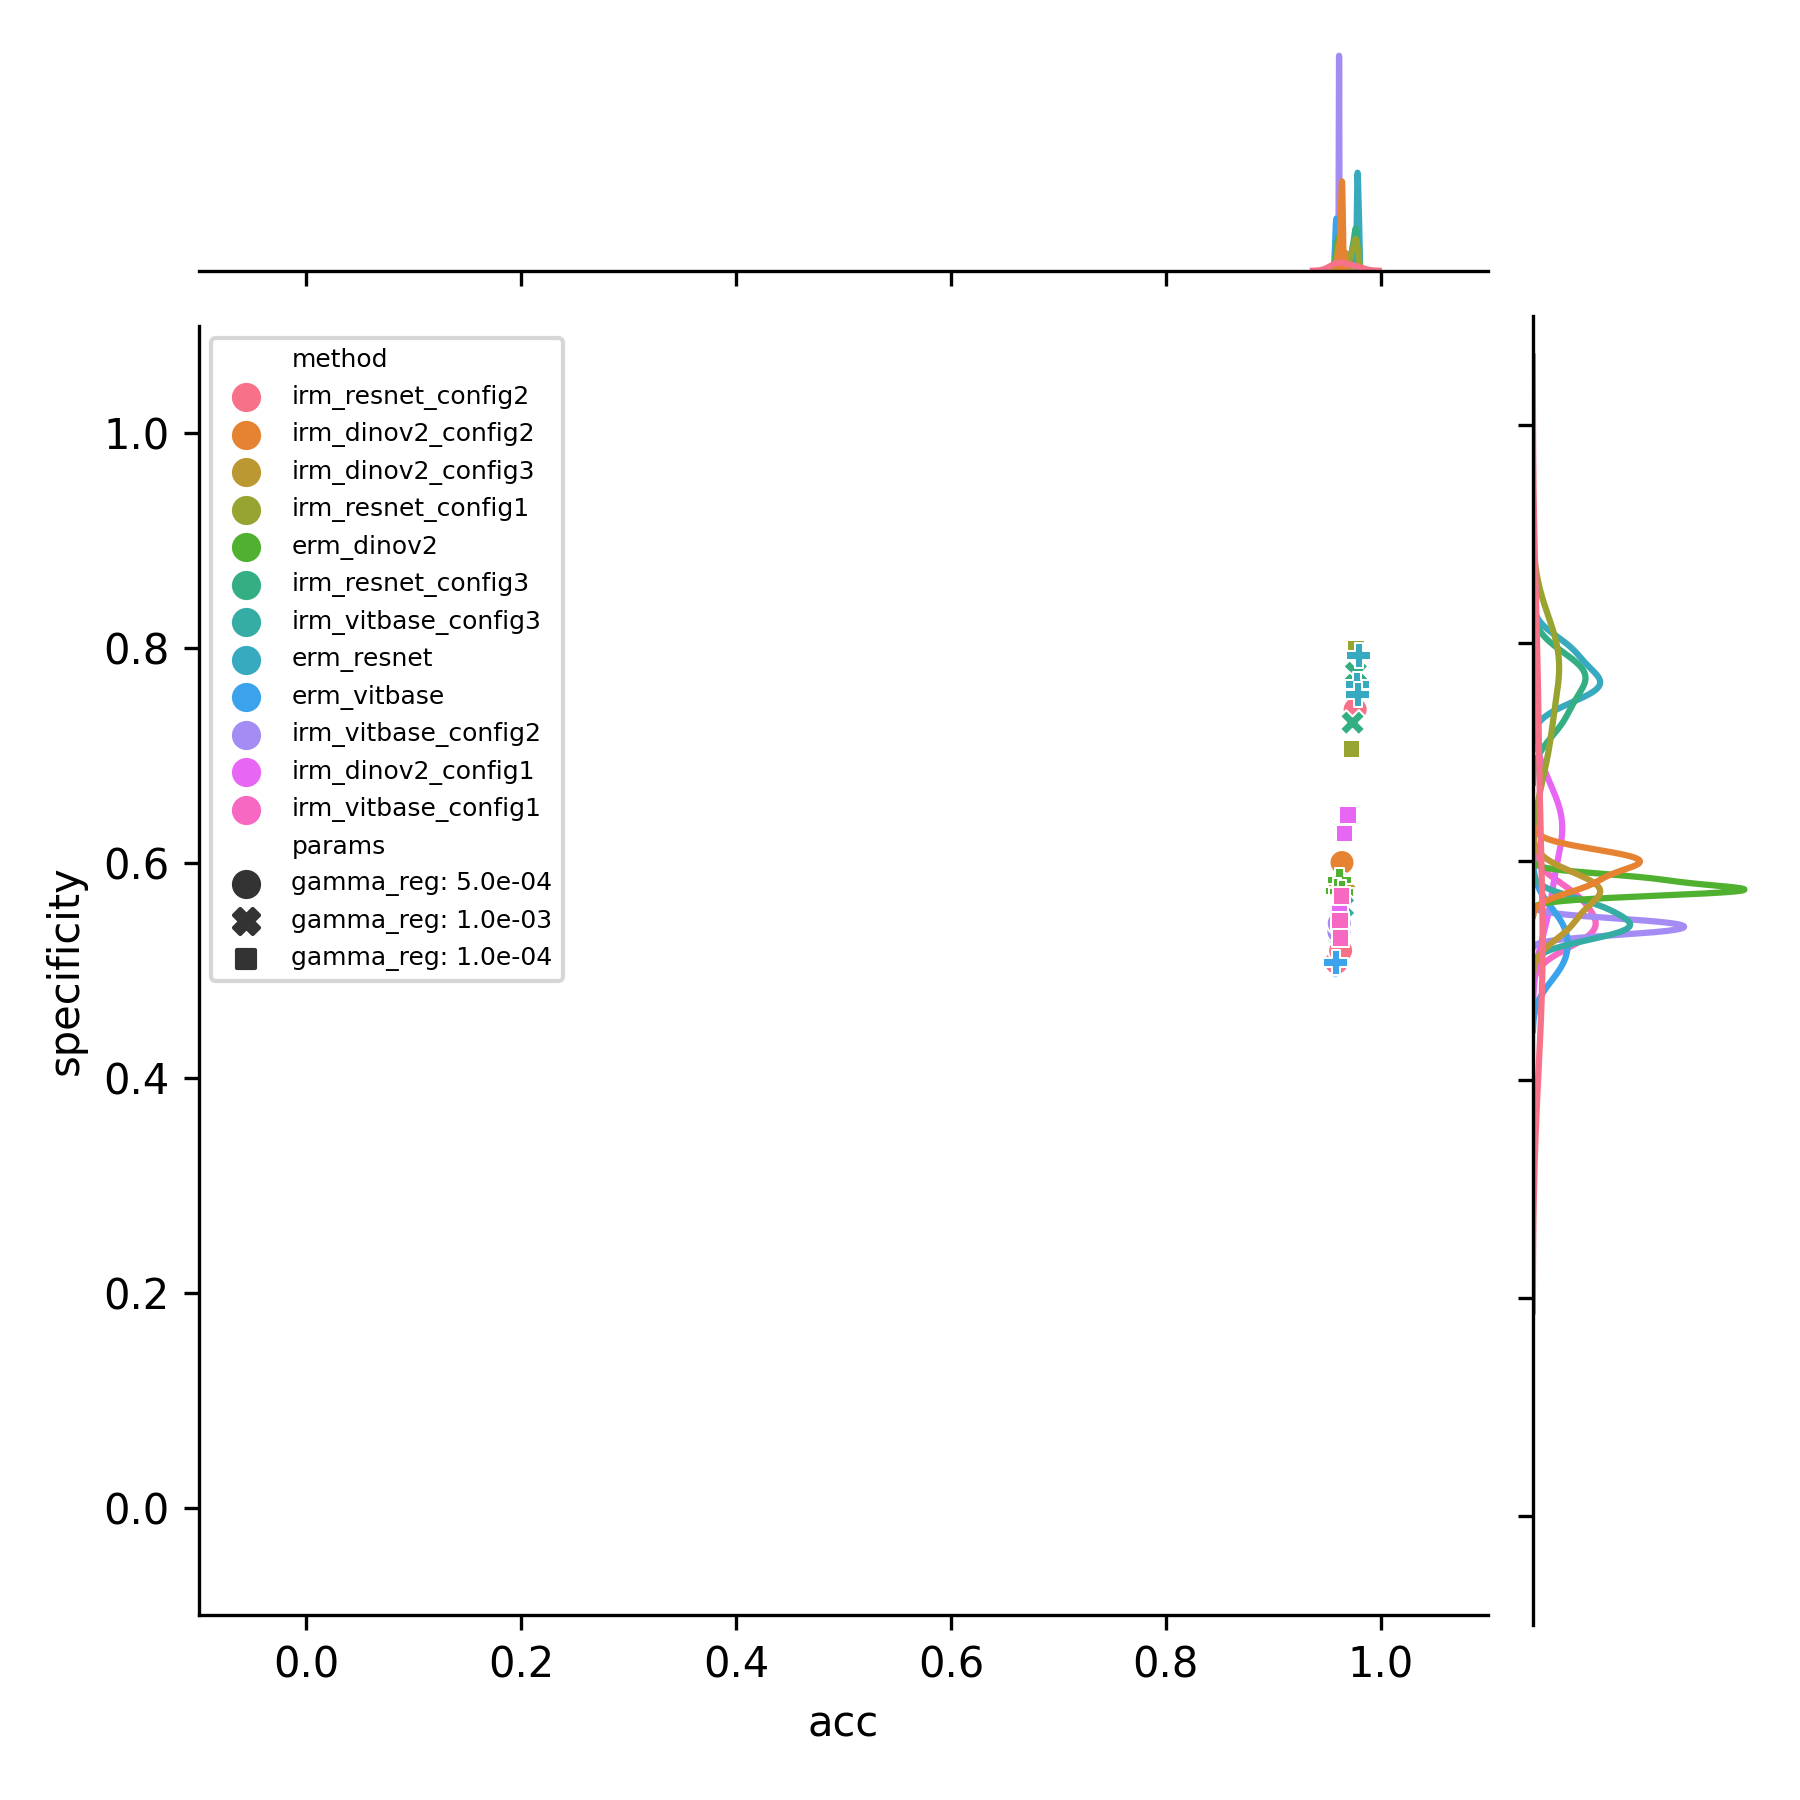 method
irm_resnet_config2
irm_dinov2_config2
irm_dinov2_config3
irm_resnet_config1
erm_dinov2
irm_resnet_config3
irm_vitbase_config3
erm_resnet
erm_vitbase
irm_vitbase_config2
irm_dinov2_config1
irm_vitbase_config1
params
gamma_reg: 5.0e-04
gamma_reg: 1.0e-03
gamma_reg: 1.0e-04
specificity
1.0
0.8
0.6
0.4
0.2
0.0
0.0 0.2 0.4 0.6 0.8 1.0
acc